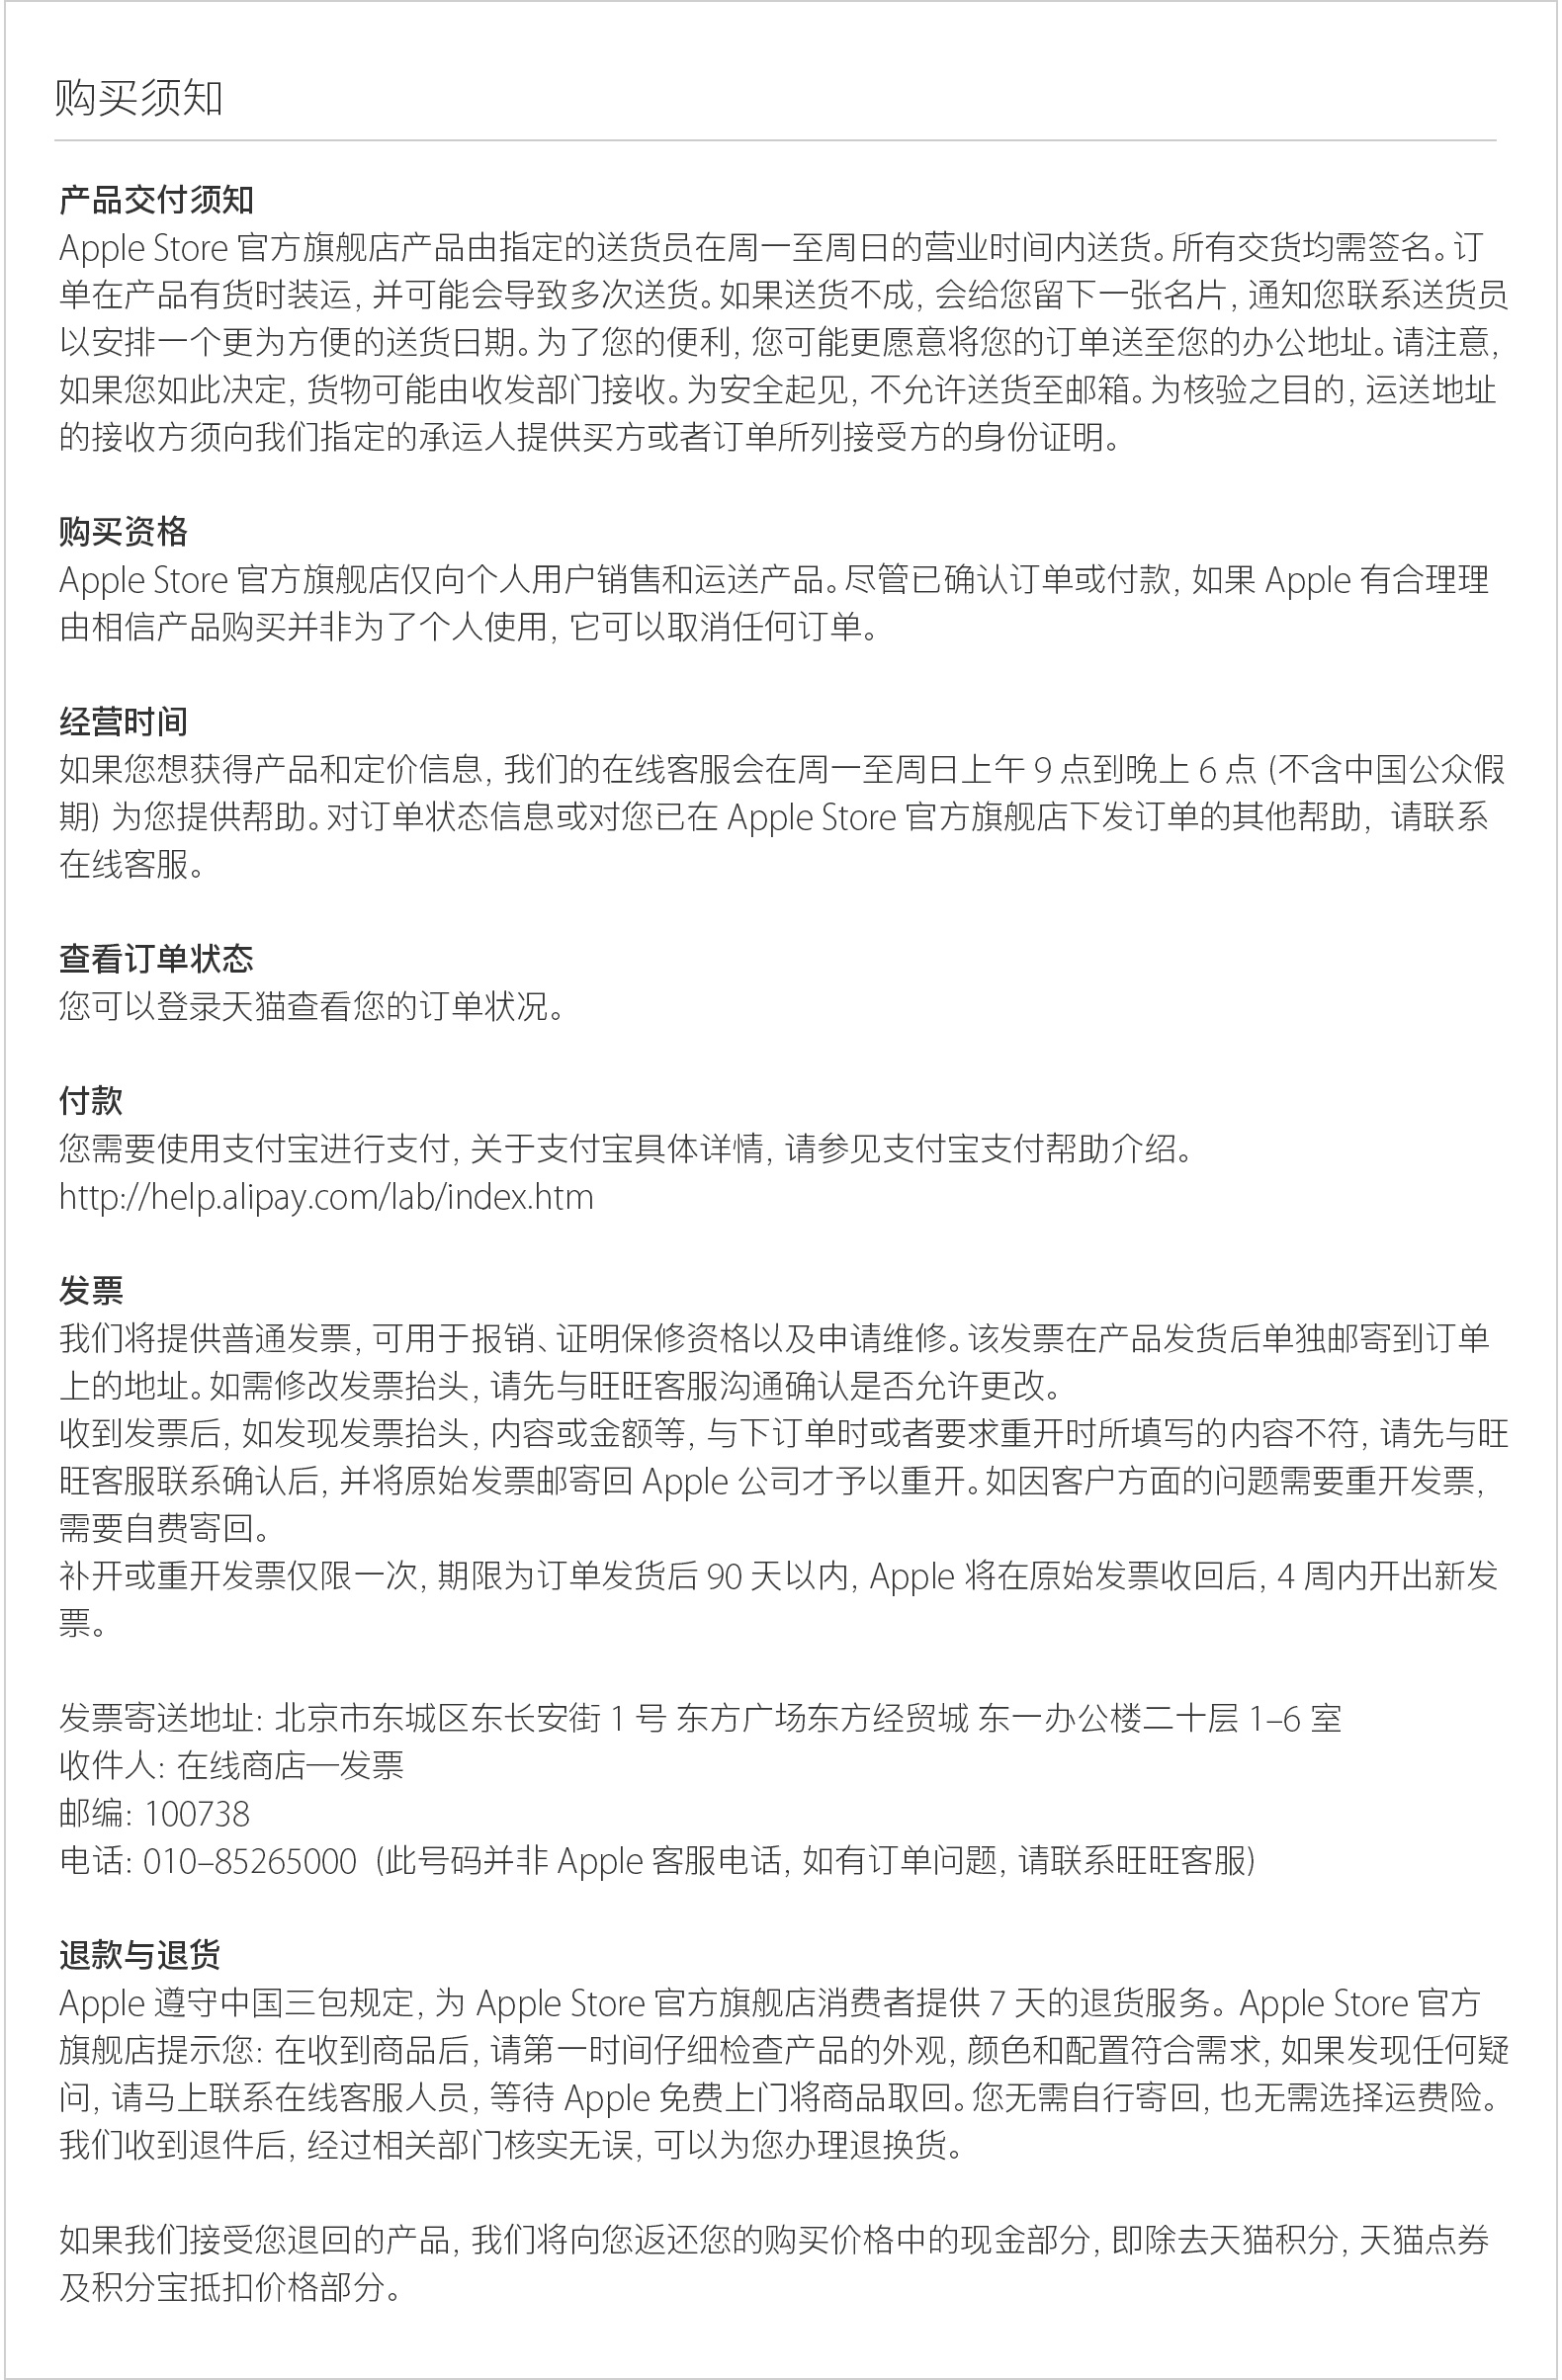 购买须知
产品交付须知
Apple Store 官方旗舰店产品由指定的送货员在周一至周日的营业时间内送货。所有交货均需签名。订
单在产品有货时装运, 并可能会导致多次送货。如果送货不成, 会给您留下一张名片, 通知您联系送货员
以安排一个更为方便的送货日期。为了您的便利, 您可能更愿意将您的订单送至您的办公地址。请注意,
如果您如此决定, 货物可能由收发部门接收。为安全起见, 不允许送货至邮箱。为核验之目的, 运送地址
的接收方须向我们指定的承运人提供买方或者订单所列接受方的身份证明。
购买资格
Apple Store 官方旗舰店仅向个人用户销售和运送产品。尽管已确认订单或付款, 如果 Apple 有合理理
由相信产品购买并非为了个人使用, 它可以取消任何订单。
经营时间
如果您想获得产品和定价信息, 我们的在线客服会在周一至周日上午 9 点到晚上 6 点 (不含中国公众假
期) 为您提供帮助。对订单状态信息或对您已在 Apple Store 官方旗舰店下发订单的其他帮助, 请联系
在线客服。
查看订单状态
您可以登录天猫查看您的订单状况。
付款
您需要使用支付宝进行支付, 关于支付宝具体详情, 请参见支付宝支付帮助介绍。
http://help.alipay.com/lab/index.htm
发票
我们将提供普通发票, 可用于报销、证明保修资格以及申请维修。该发票在产品发货后单独邮寄到订单
上的地址。如需修改发票抬头, 请先与旺旺客服沟通确认是否允许更改。
收到发票后, 如发现发票抬头, 内容或金额等, 与下订单时或者要求重开时所填写的内容不符, 请先与旺
旺客服联系确认后, 并将原始发票邮寄回 Apple 公司才予以重开。如因客户方面的问题需要重开发票,
需要自费寄回。
补开或重开发票仅限一次, 期限为订单发货后 90 天以内, Apple 将在原始发票收回后, 4 周内开出新发
票。
发票寄送地址: 北京市东城区东长安街 1 号 东方广场东方经贸城 东一办公楼二十层 1–6 室
收件人: 在线商店—发票
邮编: 100738
电话: 010–85265000 (此号码并非 Apple 客服电话, 如有订单问题, 请联系旺旺客服)
退款与退货
Apple 遵守中国三包规定, 为 Apple Store 官方旗舰店消费者提供 7 天的退货服务。Apple Store 官方
旗舰店提示您: 在收到商品后, 请第一时间仔细检查产品的外观, 颜色和配置符合需求, 如果发现任何疑
问, 请马上联系在线客服人员, 等待 Apple 免费上门将商品取回。您无需自行寄回, 也无需选择运费险。
我们收到退件后, 经过相关部门核实无误, 可以为您办理退换货。
如果我们接受您退回的产品, 我们将向您返还您的购买价格中的现金部分, 即除去天猫积分, 天猫点券
及积分宝抵扣价格部分。